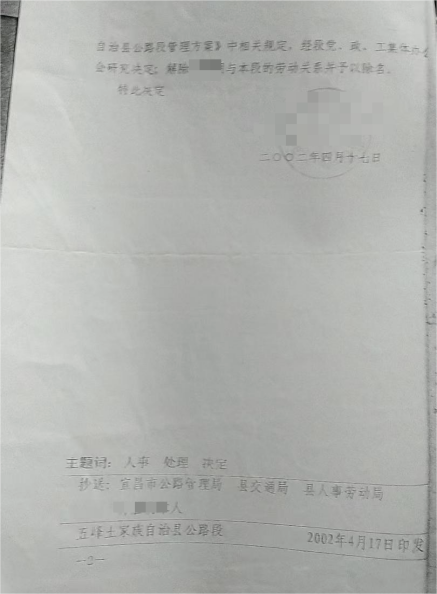 自治县公路段管理方案》中相关规定，经段党、政、工集体办公
会研究决定：解除 与本段的劳动关系并予以除名。
特此决定
二〇〇二年四月十七日
主题词：人事 处理 决定
抄送：宜昌市公路管理局 县交通局 县人事劳动局
人
五峰土家族自治县公路段 2002年4月17日印发
—2—